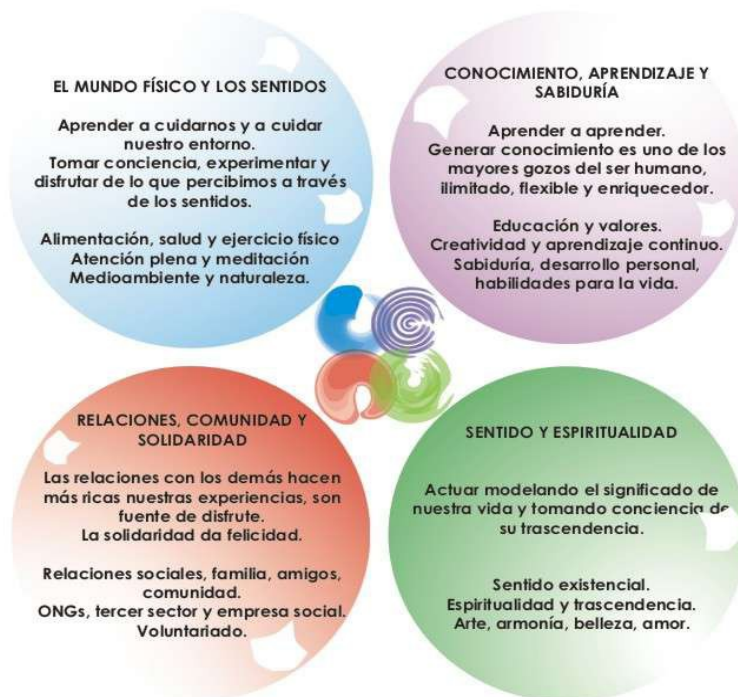 EL MUNDO FÍSICO Y LOS SENTIDOS
Aprender a cuidarnos y a cuidar
nuestro entorno.
Tomar conciencia, experimentar y
disfrutar de lo que percibimos a través
de los sentidos.
Alimentación, salud y ejercicio físico
Atención plena y meditación
Medioambiente y naturaleza.
CONOCIMIENTO, APRENDIZAJE Y
SABIDURÍA
Aprender a aprender.
Generar conocimiento es uno de los
mayores gozos del ser humano,
ilimitado, flexible y enriquecedor.
Educación y valores.
Creatividad y aprendizaje continuo.
Sabiduría, desarrollo personal,
habilidades para la vida.
RELACIONES, COMUNIDAD Y
SOLIDARIDAD
Las relaciones con los demás hacen
más ricas nuestras experiencias, son
fuente de disfrute.
La solidaridad da felicidad.
Relaciones sociales, familia, amigos,
comunidad.
ONGs, tercer sector y empresa social.
Voluntariado.
SENTIDO Y ESPIRITUALIDAD
Actuar modelando el significado de
nuestra vida y tomando conciencia de
su trascendencia.
Sentido existencial.
Espiritualidad y trascendencia.
Arte, armonía, belleza, amor.